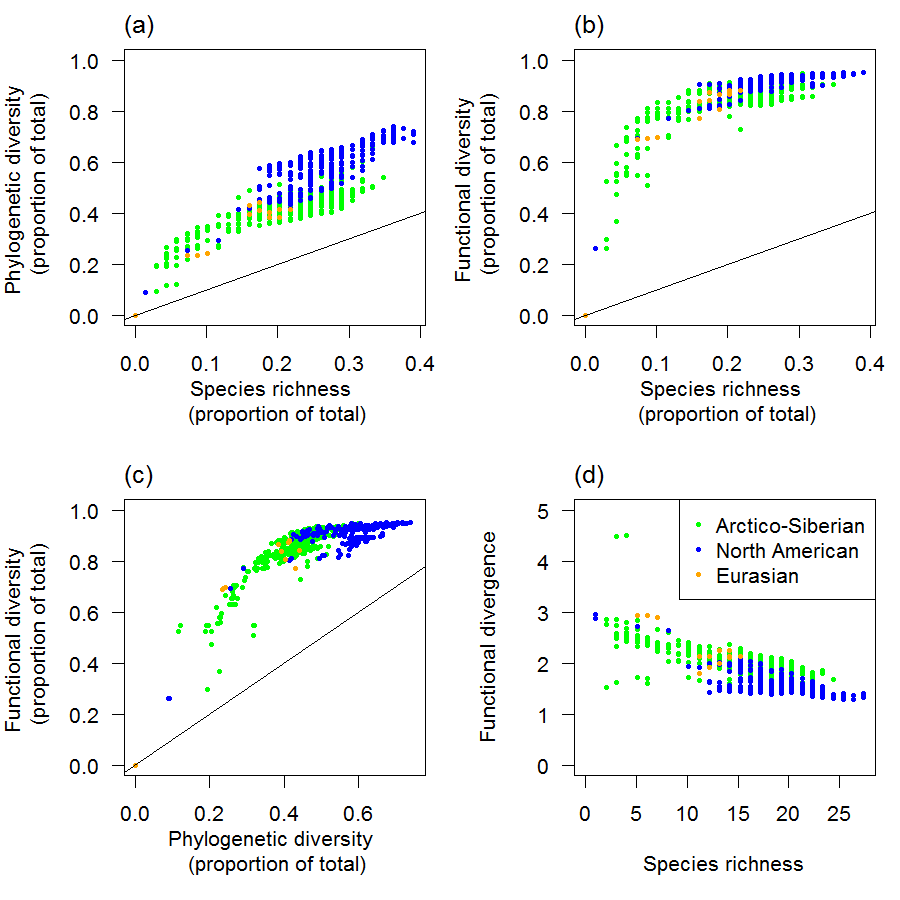 (a)
Phylogenetic diversity
(proportion of total)
1.0
0.8
0.6
0.4
0.2
0.0
0.0 0.1 0.2 0.3 0.4
Species richness
(proportion of total)
(b)
Functional diversity
(proportion of total)
1.0
0.8
0.6
0.4
0.2
0.0
0.0 0.1 0.2 0.3 0.4
Species richness
(proportion of total)
(c)
Functional diversity
(proportion of total)
1.0
0.8
0.6
0.4
0.2
0.0
0.0 0.2 0.4 0.6
Phylogenetic diversity
(proportion of total)
(d)
Functional divergence
5
4
3
2
1
0
Arctico-Siberian
North American
Eurasian
0 5 10 15 20 25
Species richness